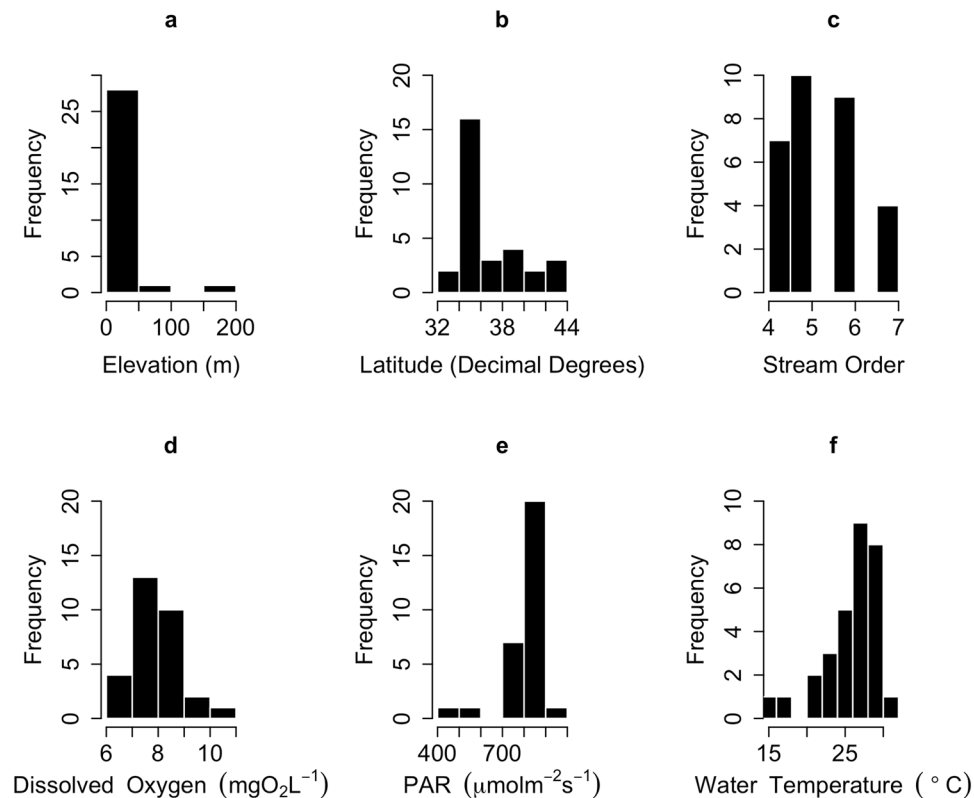 a
b
c
Frequency
0 5 15 25
0 100 200
Elevation (m)
Frequency
0 5 10 15 20
32 38 44
Latitude (Decimal Degrees)
Frequency
0 2 4 6 8 10
4 5 6 7
Stream Order
d
e
f
Frequency
0 5 10 15 20
6 8 10
Dissolved Oxygen (mgO₂L⁻¹)
Frequency
0 5 10 15 20
400 700
PAR (μmolm⁻²s⁻¹)
Frequency
0 2 4 6 8 10
15 25
Water Temperature (°C)